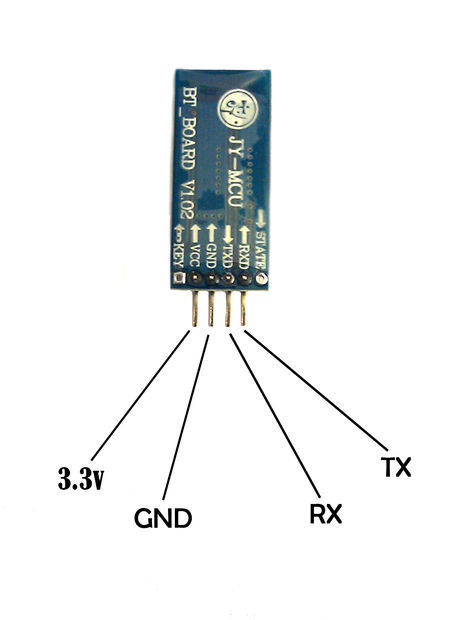 BT_BOARD V1.02
JY-MCU
KEY
VCC
GND
TXD
RXD
STATE
3.3v
GND
RX
TX